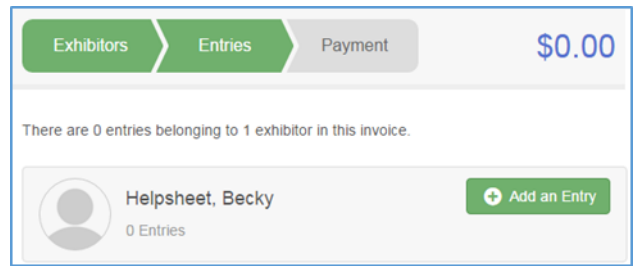 Exhibitors Entries Payment $0.00
There are 0 entries belonging to 1 exhibitor in this invoice.
Helpsheet, Becky
Add an Entry
0 Entries